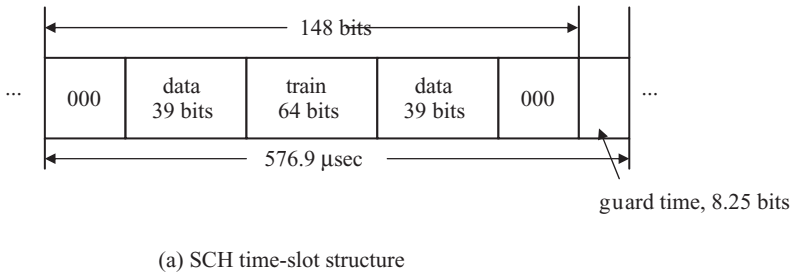 148 bits
... 000 data 39 bits train 64 bits data 39 bits 000 ...
576.9 µsec
guard time, 8.25 bits
(a) SCH time-slot structure